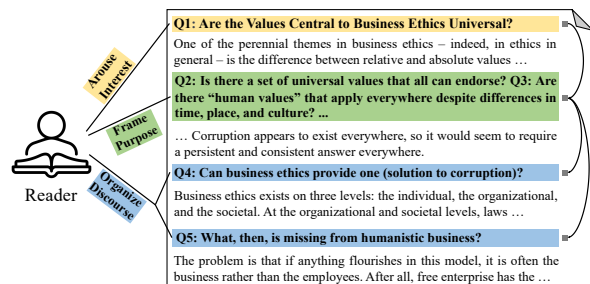 Q1: Are the Values Central to Business Ethics Universal?
One of the perennial themes in business ethics – indeed, in ethics in
general – is the difference between relative and absolute values …
Q2: Is there a set of universal values that all can endorse? Q3: Are
there “human values” that apply everywhere despite differences in
time, place, and culture? ...
… Corruption appears to exist everywhere, so it would seem to require
a persistent and consistent answer everywhere.
Q4: Can business ethics provide one (solution to corruption)?
Business ethics exists on three levels: the individual, the organizational,
and the societal. At the organizational and societal levels, laws …
Q5: What, then, is missing from humanistic business?
The problem is that if anything flourishes in this model, it is often the
business rather than the employees. After all, free enterprise has the …
Arouse
Interest
Frame
Purpose
Organize
Discourse
Reader